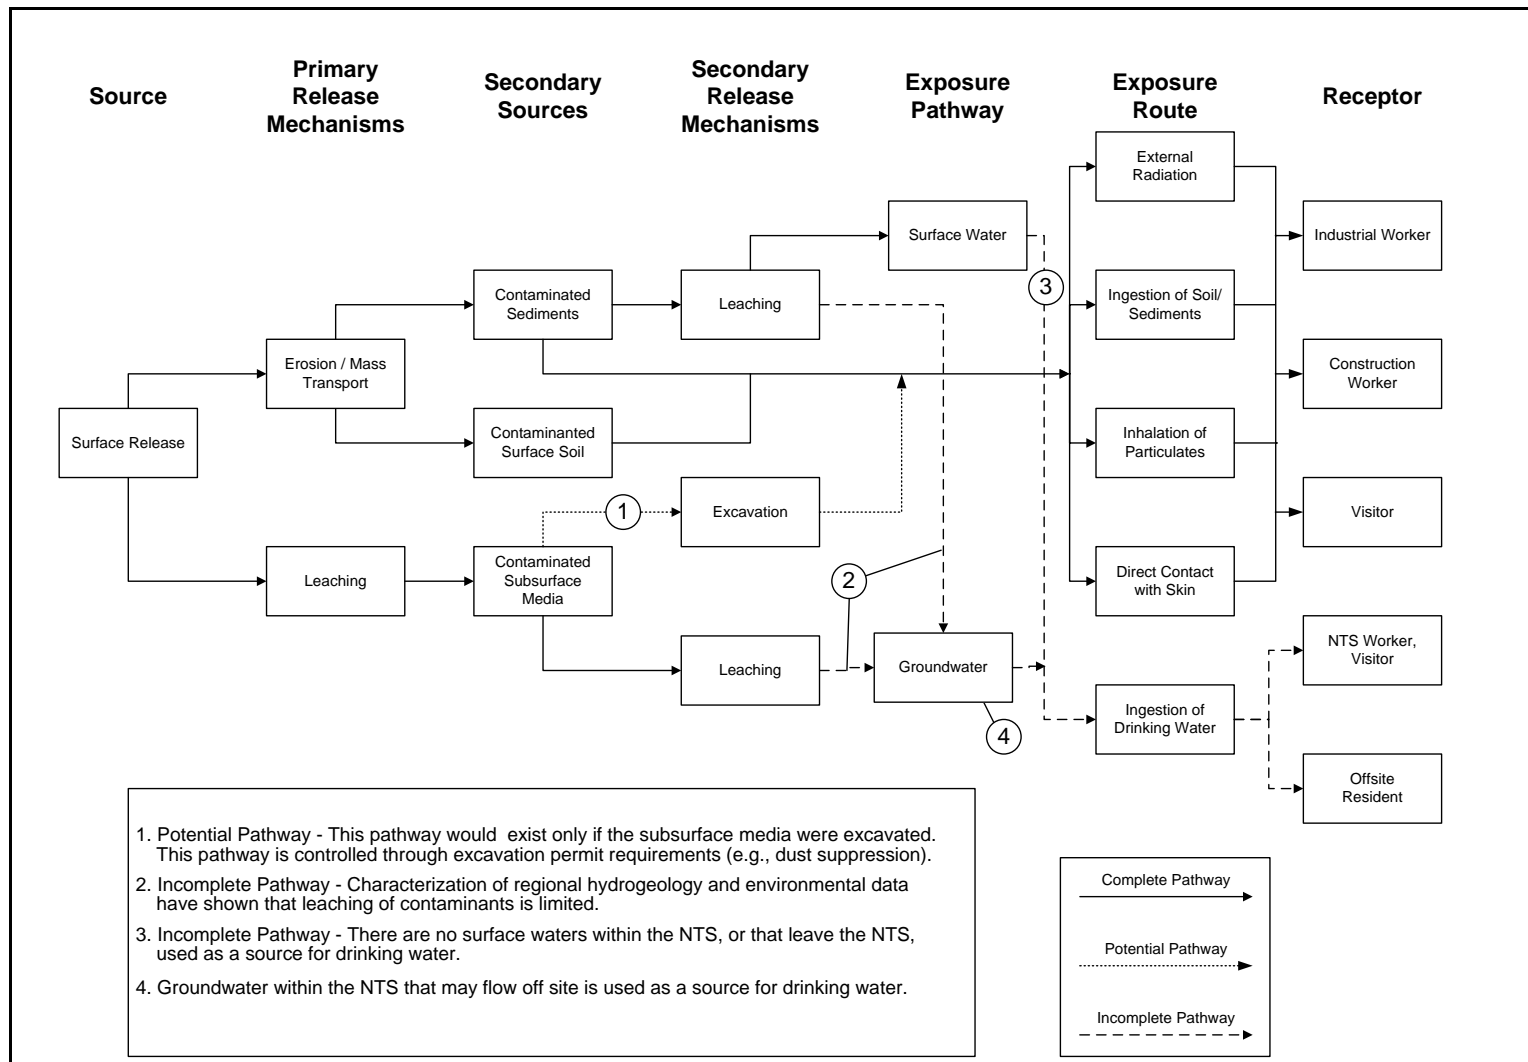 Source
Primary
Release
Mechanisms
Secondary
Sources
Secondary
Release
Mechanisms
Exposure
Pathway
Exposure
Route
Receptor
Surface Release
Erosion / Mass
Transport
Leaching
Contaminated
Sediments
Contaminanted
Surface Soil
Contaminated
Subsurface
Media
Leaching
1
Excavation
Leaching
Surface Water
2
Groundwater
4
3
External
Radiation
Ingestion of Soil/
Sediments
Inhalation of
Particulates
Direct Contact
with Skin
Ingestion of
Drinking Water
Industrial Worker
Construction
Worker
Visitor
NTS Worker,
Visitor
Offsite
Resident
1. Potential Pathway - This pathway would exist only if the subsurface media were excavated.
This pathway is controlled through excavation permit requirements (e.g., dust suppression).
2. Incomplete Pathway - Characterization of regional hydrogeology and environmental data
have shown that leaching of contaminants is limited.
3. Incomplete Pathway - There are no surface waters within the NTS, or that leave the NTS,
used as a source for drinking water.
4. Groundwater within the NTS that may flow off site is used as a source for drinking water.
Complete Pathway
Potential Pathway
Incomplete Pathway